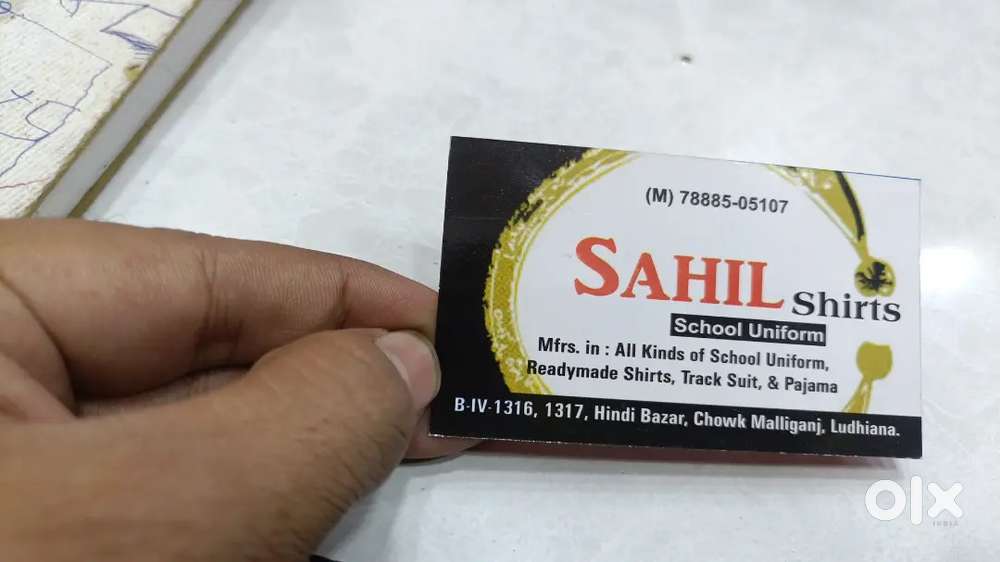 (M) 78885-05107
SAHIL Shirts
School Uniform
Mfrs. in : All Kinds of School Uniform,
Readymade Shirts, Track Suit, & Pajama
B-IV-1316, 1317, Hindi Bazar, Chowk Malliganj, Ludhiana.
olx
INDIA